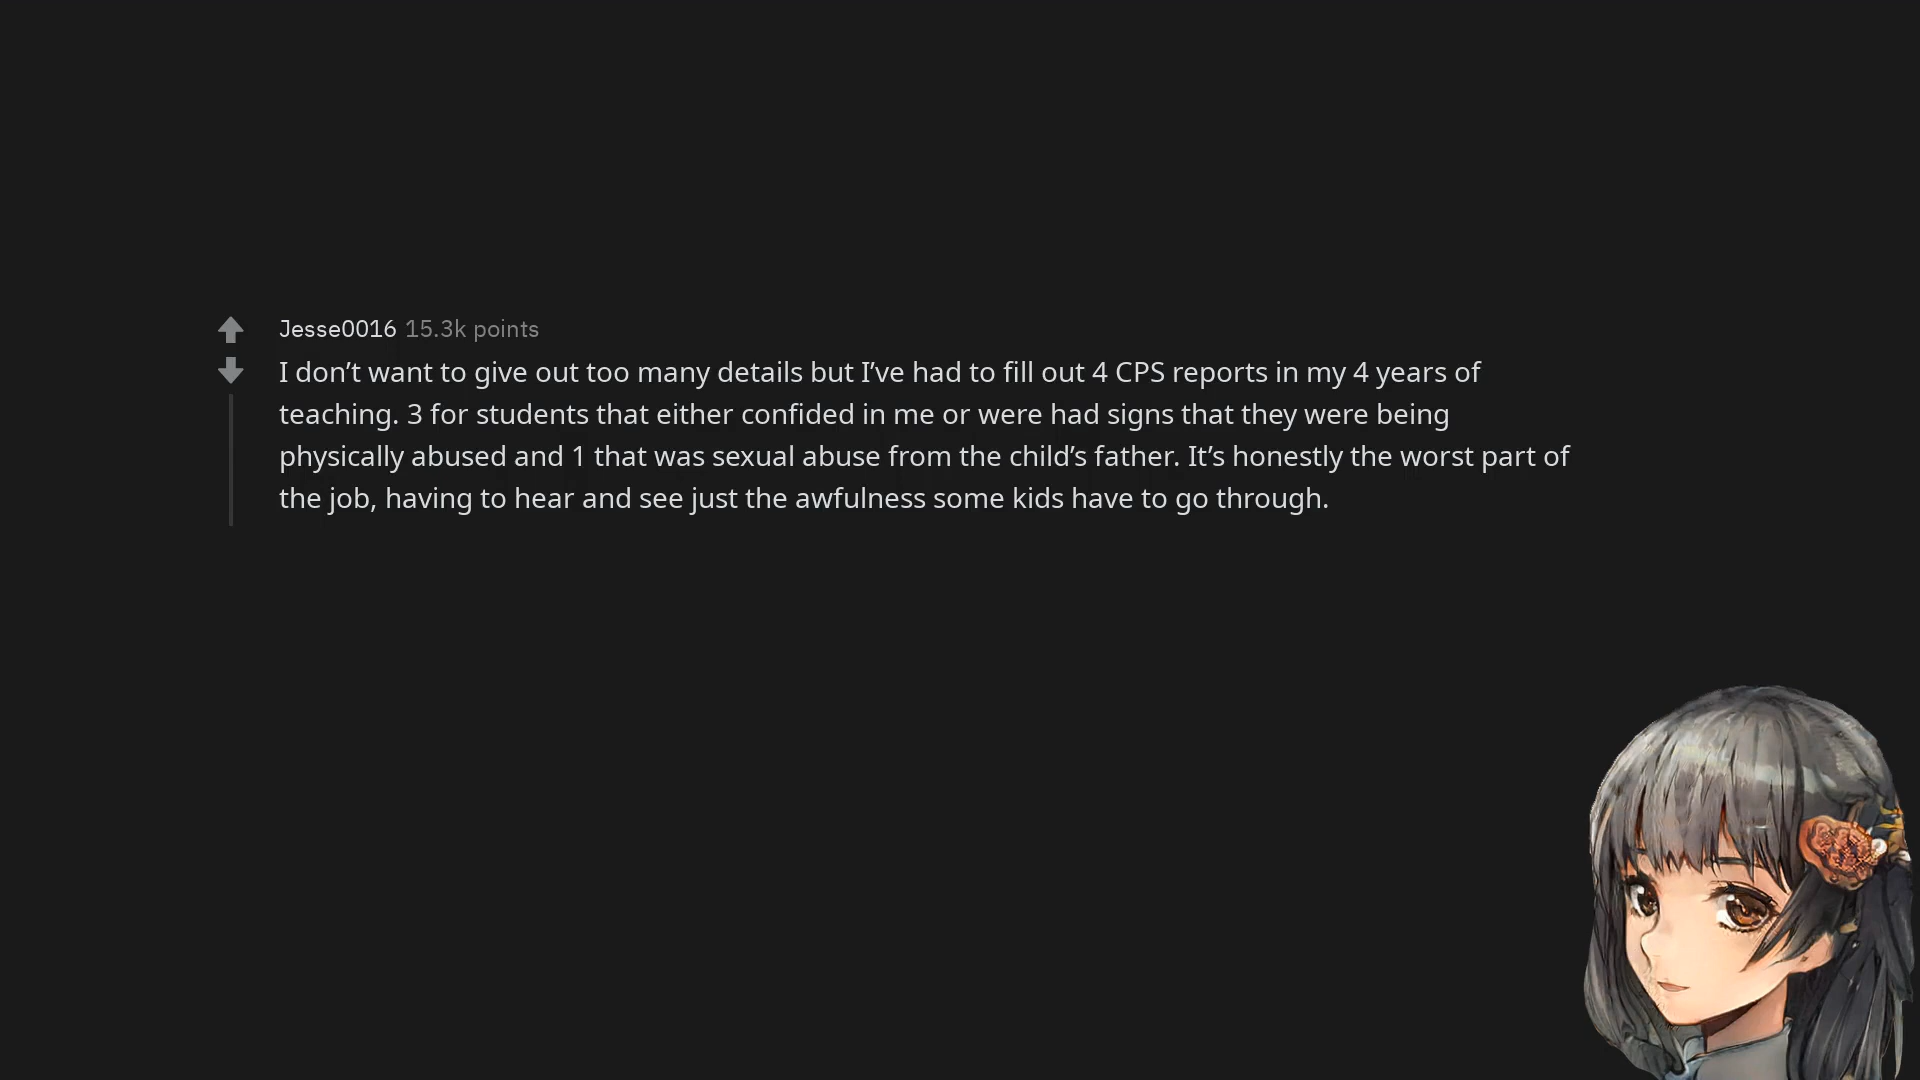 Jesse0016 15.3k points
I don’t want to give out too many details but I’ve had to fill out 4 CPS reports in my 4 years of
teaching. 3 for students that either confided in me or were had signs that they were being
physically abused and 1 that was sexual abuse from the child’s father. It’s honestly the worst part of
the job, having to hear and see just the awfulness some kids have to go through.